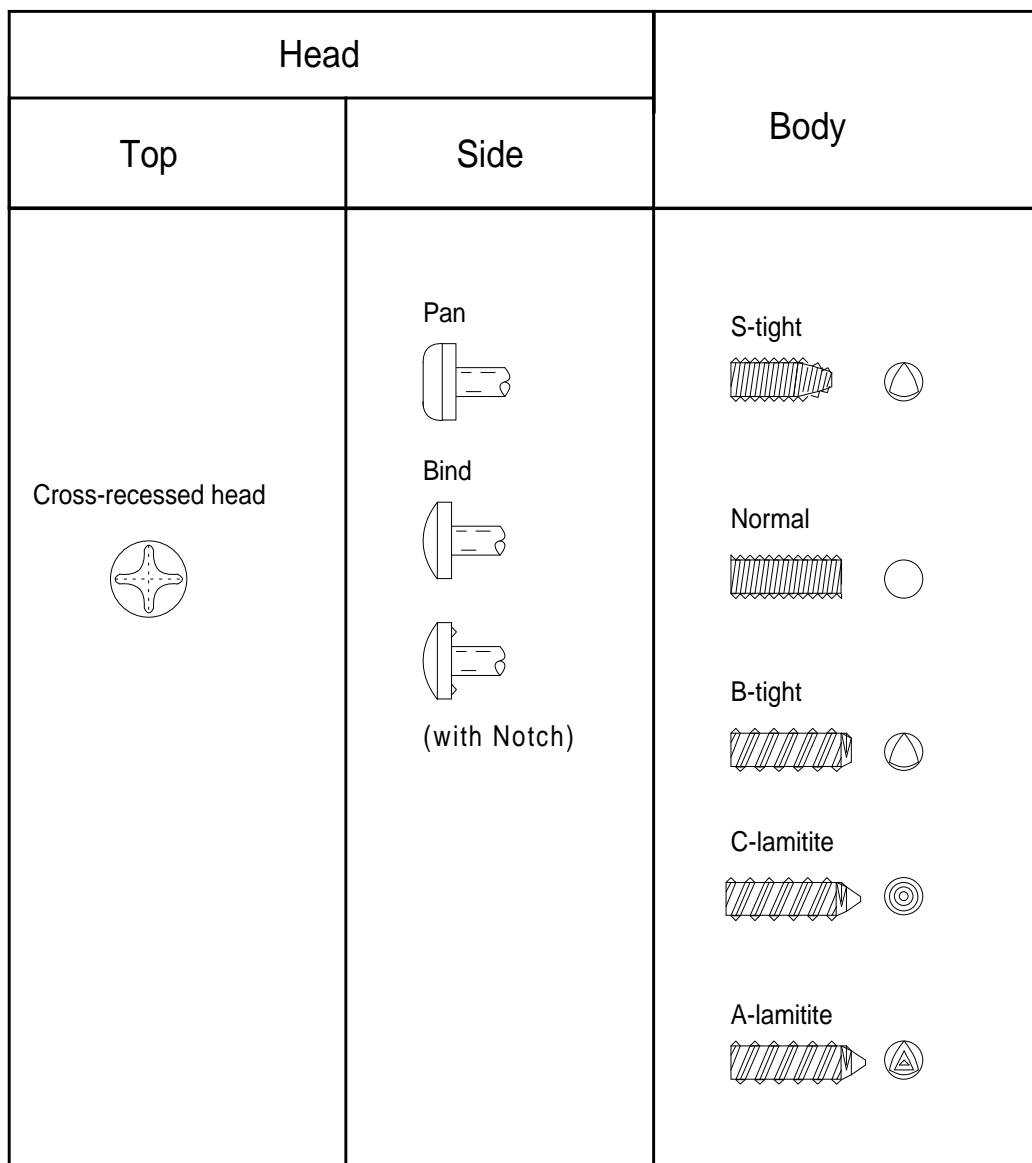 Head
Body
Top
Side
Cross-recessed head
Pan
Bind
(with Notch)
S-tight
Normal
B-tight
C-lamitite
A-lamitite